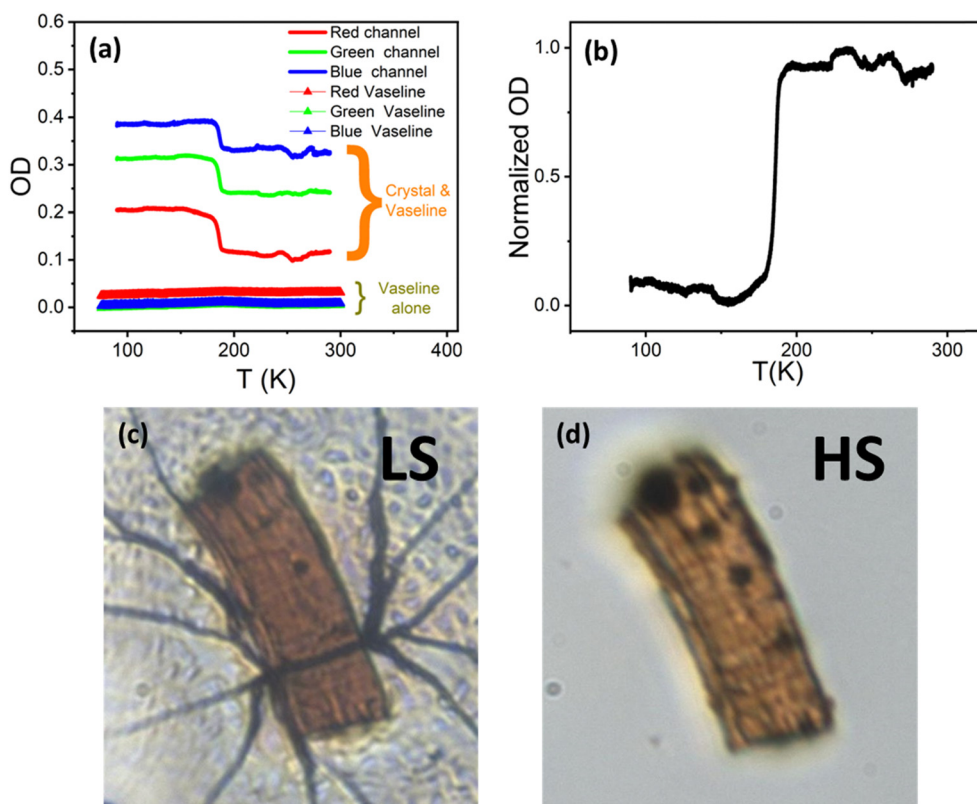 (a)
0.6
0.5
0.4
0.3
0.2
0.1
0.0
OD
Red channel
Green channel
Blue channel
Red Vaseline
Green Vaseline
Blue Vaseline
Crystal &
Vaseline
Vaseline
alone
100
200
300
400
T (K)
(b)
1.0
0.5
0.0
Normalized OD
100
200
300
T(K)
(c)
LS
(d)
HS